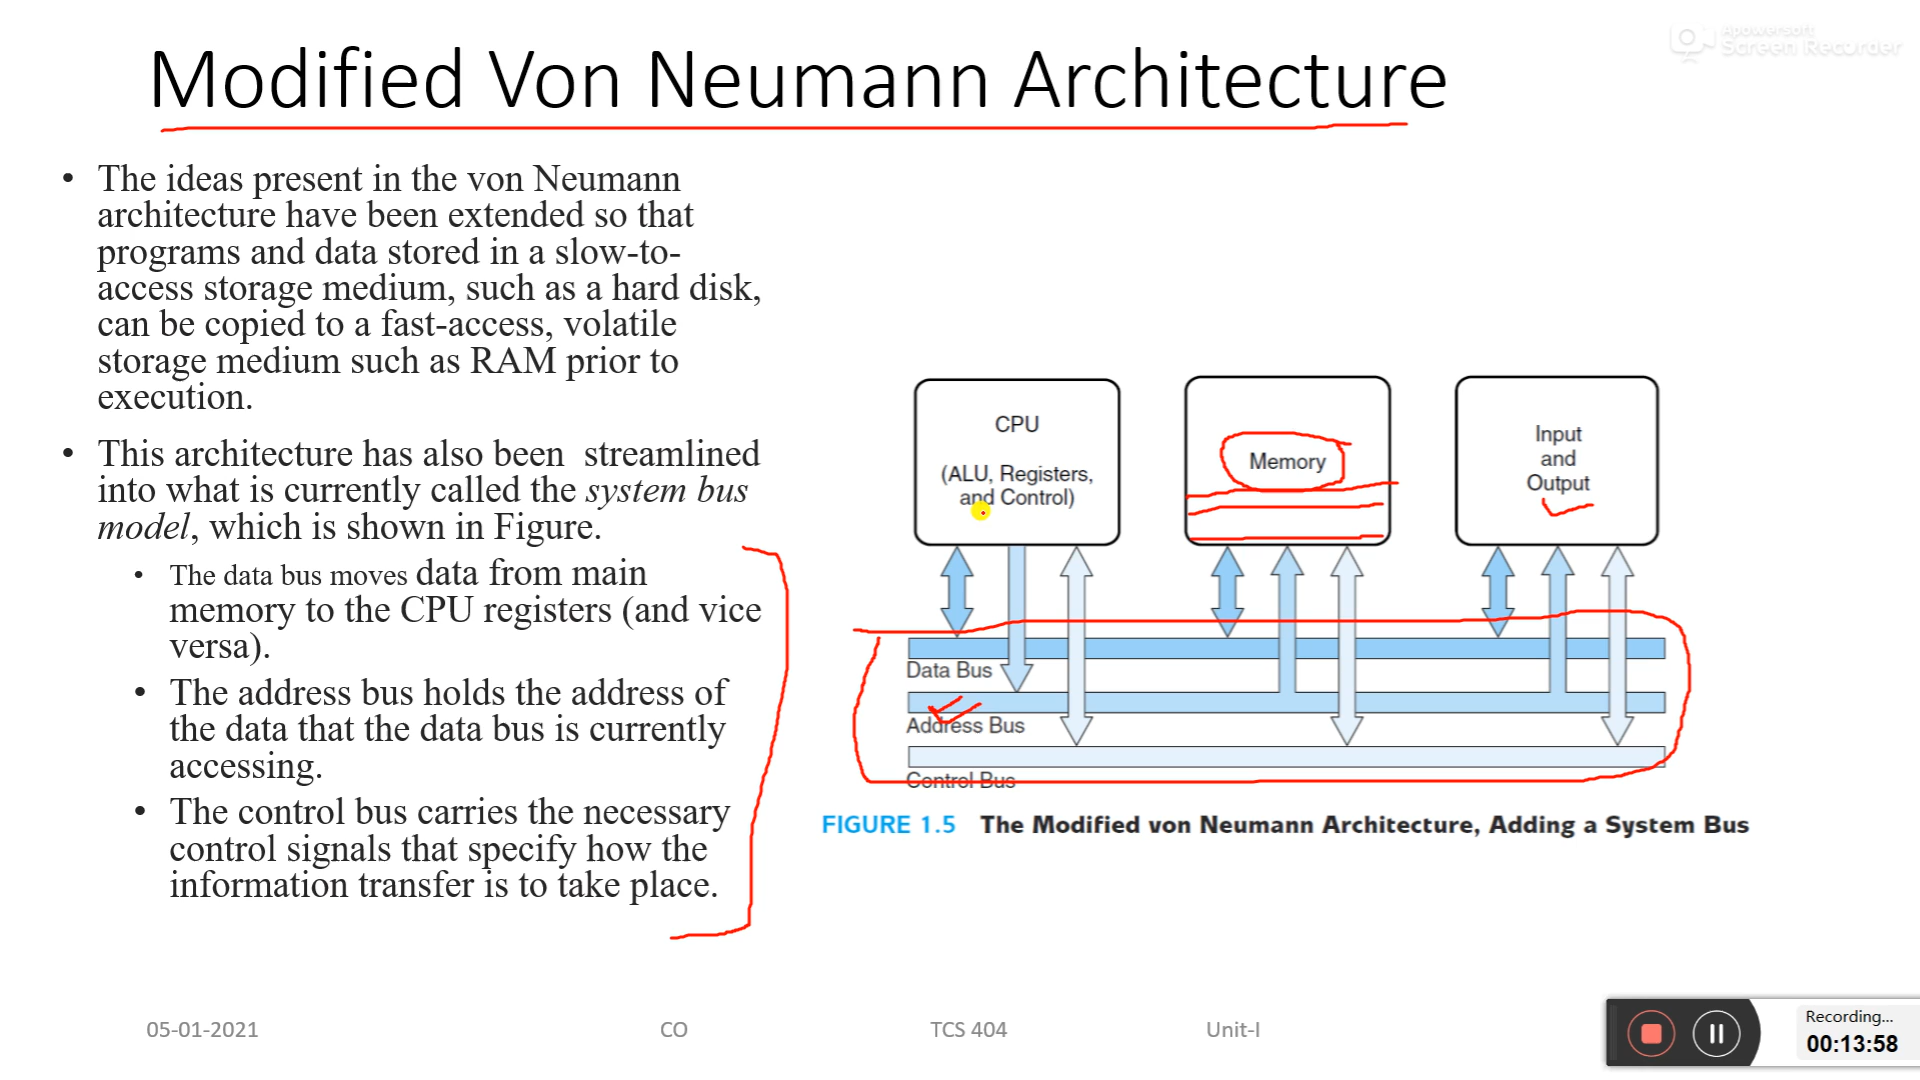 Apowersoft
Screen Recorder
Modified Von Neumann Architecture
• The ideas present in the von Neumann
architecture have been extended so that
programs and data stored in a slow-to-
access storage medium, such as a hard disk,
can be copied to a fast-access, volatile
storage medium such as RAM prior to
execution.
• This architecture has also been streamlined
into what is currently called the system bus
model, which is shown in Figure.
• The data bus moves data from main
memory to the CPU registers (and vice
versa).
• The address bus holds the address of
the data that the data bus is currently
accessing.
• The control bus carries the necessary
control signals that specify how the
information transfer is to take place.
CPU
(ALU, Registers,
and Control)
Memory
Input
and
Output
Data Bus
Address Bus
Control Bus
FIGURE 1.5 The Modified von Neumann Architecture, Adding a System Bus
05-01-2021 CO TCS 404 Unit-I
Recording...
00:13:58